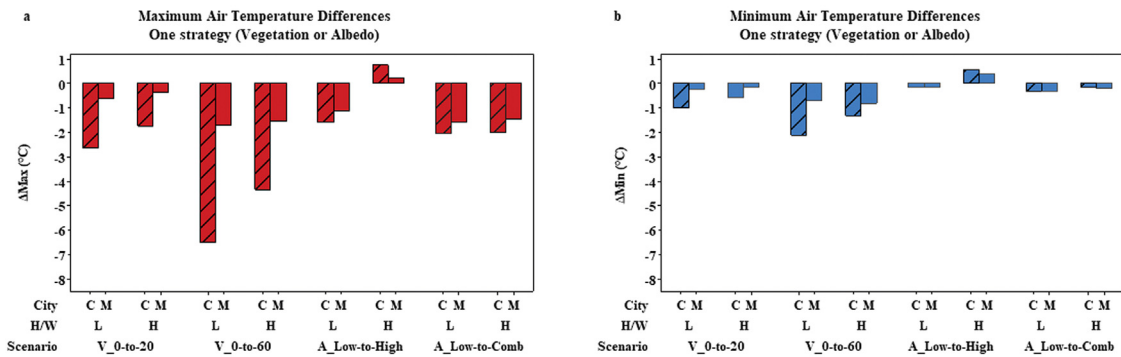 a
Maximum Air Temperature Differences
One strategy (Vegetation or Albedo)
1
0
-1
-2
-3
-4
-5
-6
-7
-8
ΔMax (°C)
City C M C M C M C M C M C M C M C M
H/W L H L H L H L H
Scenario V_0-to-20 V_0-to-60 A_Low-to-High A_Low-to-Comb
b
Minimum Air Temperature Differences
One strategy (Vegetation or Albedo)
1
0
-1
-2
-3
-4
-5
-6
-7
-8
ΔMin (°C)
City C M C M C M C M C M C M C M C M
H/W L H L H L H L H
Scenario V_0-to-20 V_0-to-60 A_Low-to-High A_Low-to-Comb